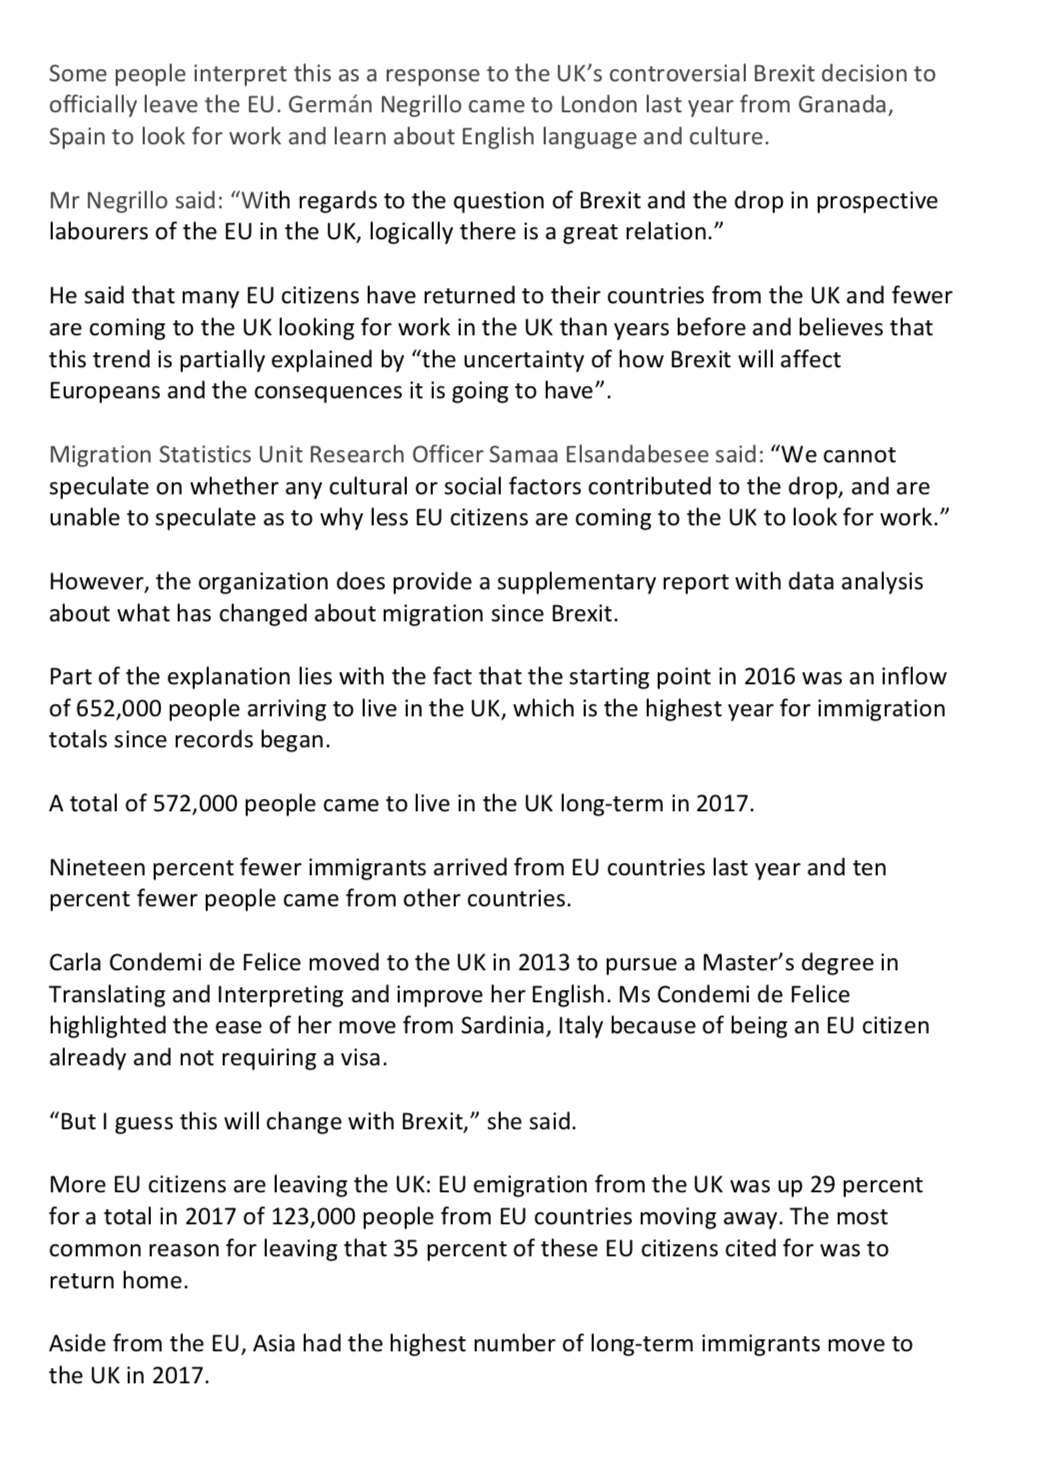 Some people interpret this as a response to the UK’s controversial Brexit decision to
officially leave the EU. Germán Negrillo came to London last year from Granada,
Spain to look for work and learn about English language and culture.
Mr Negrillo said: “With regards to the question of Brexit and the drop in prospective
labourers of the EU in the UK, logically there is a great relation.”
He said that many EU citizens have returned to their countries from the UK and fewer
are coming to the UK looking for work in the UK than years before and believes that
this trend is partially explained by “the uncertainty of how Brexit will affect
Europeans and the consequences it is going to have”.
Migration Statistics Unit Research Officer Samaa Elsandabesee said: “We cannot
speculate on whether any cultural or social factors contributed to the drop, and are
unable to speculate as to why less EU citizens are coming to the UK to look for work.”
However, the organization does provide a supplementary report with data analysis
about what has changed about migration since Brexit.
Part of the explanation lies with the fact that the starting point in 2016 was an inflow
of 652,000 people arriving to live in the UK, which is the highest year for immigration
totals since records began.
A total of 572,000 people came to live in the UK long-term in 2017.
Nineteen percent fewer immigrants arrived from EU countries last year and ten
percent fewer people came from other countries.
Carla Condemi de Felice moved to the UK in 2013 to pursue a Master’s degree in
Translating and Interpreting and improve her English. Ms Condemi de Felice
highlighted the ease of her move from Sardinia, Italy because of being an EU citizen
already and not requiring a visa.
“But I guess this will change with Brexit,” she said.
More EU citizens are leaving the UK: EU emigration from the UK was up 29 percent
for a total in 2017 of 123,000 people from EU countries moving away. The most
common reason for leaving that 35 percent of these EU citizens cited for was to
return home.
Aside from the EU, Asia had the highest number of long-term immigrants move to
the UK in 2017.